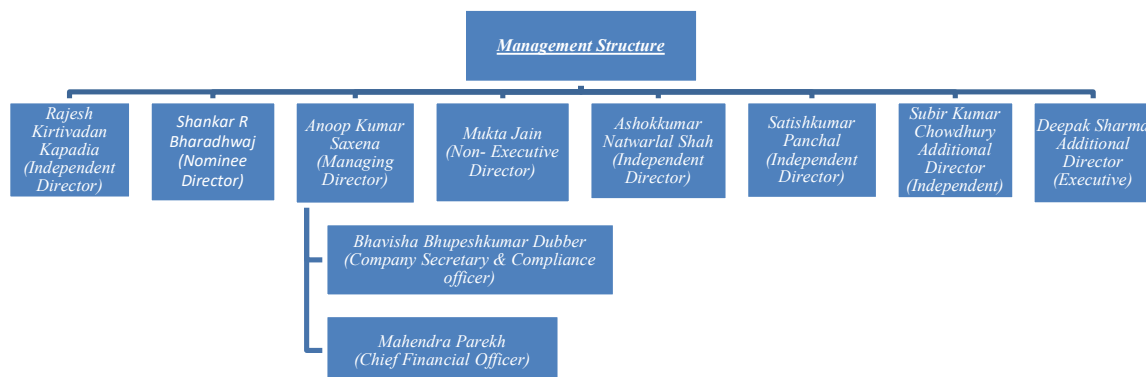 Management Structure
Rajesh
Kirtivadan
Kapadia
(Independent
Director)
Shankar R
Bharadhwaj
(Nominee
Director)
Anoop Kumar
Saxena
(Managing
Director)
Mukta Jain
(Non- Executive
Director)
Ashokkumar
Natwarlal Shah
(Independent
Director)
Satishkumar
Panchal
(Independent
Director)
Subir Kumar
Chowdhury
Additional
Director
(Independent)
Deepak Sharma
Additional
Director
(Executive)
Bhavisha Bhupeshkumar Dubber
(Company Secretary & Compliance
officer)
Mahendra Parekh
(Chief Financial Officer)